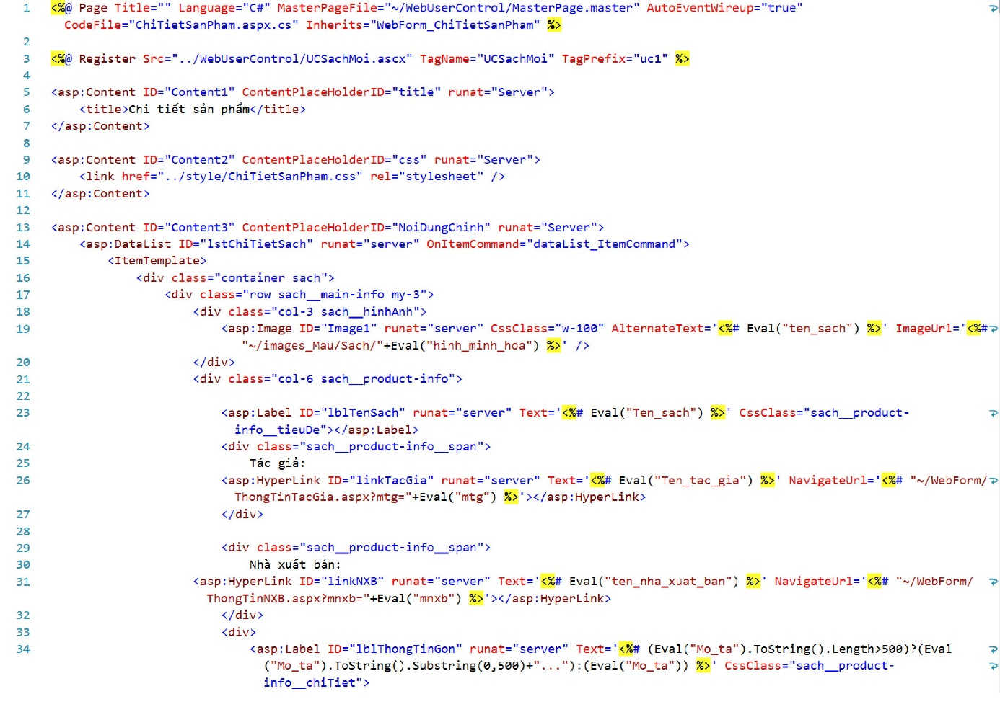 1 <%@ Page Title="" Language="C#" MasterPageFile="~/WebUserControl/MasterPage.master" AutoEventWireup="true"
CodeFile="ChiTietSanPham.aspx.cs" Inherits="WebForm_ChiTietSanPham" %>
2
3 <%@ Register Src="../WebUserControl/UCSachMoi.ascx" TagName="UCSachMoi" TagPrefix="uc1" %>
4
5 <asp:Content ID="Content1" ContentPlaceHolderID="title" runat="Server">
6 <title>Chi tiết sản phẩm</title>
7 </asp:Content>
8
9 <asp:Content ID="Content2" ContentPlaceHolderID="css" runat="Server">
10 <link href="../style/ChiTietSanPham.css" rel="stylesheet" />
11 </asp:Content>
12
13 <asp:Content ID="Content3" ContentPlaceHolderID="NoiDungChinh" runat="Server">
14 <asp:DataList ID="lstChiTietSach" runat="server" OnItemCommand="dataList_ItemCommand">
15 <ItemTemplate>
16 <div class="container sach">
17 <div class="row sach__main-info my-3">
18 <div class="col-3 sach__hinhAnh">
19 <asp:Image ID="Image1" runat="server" CssClass="w-100" AlternateText='<%# Eval("ten_sach") %>' ImageUrl='<%#
"~/images_Mau/Sach/"+Eval("hinh_minh_hoa") %>' />
20 </div>
21 <div class="col-6 sach__product-info">
22
23 <asp:Label ID="lblTenSach" runat="server" Text='<%# Eval("Ten_sach") %>' CssClass="sach__product-
info__tieuDe"></asp:Label>
24 <div class="sach__product-info__span">
25 Tác giả:
26 <asp:HyperLink ID="linkTacGia" runat="server" Text='<%# Eval("Ten_tac_gia") %>' NavigateUrl='<%# "~/WebForm/
ThongTinTacGia.aspx?mtg="+Eval("mtg") %>'></asp:HyperLink>
27 </div>
28
29 <div class="sach__product-info__span">
30 Nhà xuất bản:
31 <asp:HyperLink ID="linkNXB" runat="server" Text='<%# Eval("ten_nha_xuat_ban") %>' NavigateUrl='<%# "~/WebForm/
ThongTinNXB.aspx?mnxb="+Eval("mnxb") %>'></asp:HyperLink>
32 </div>
33 <div>
34 <asp:Label ID="lblThongTinGon" runat="server" Text='<%# (Eval("Mo_ta").ToString().Length>500)?(Eval
("Mo_ta").ToString().Substring(0,500)+"..."):(Eval("Mo_ta")) %>' CssClass="sach__product-
info__chiTiet">